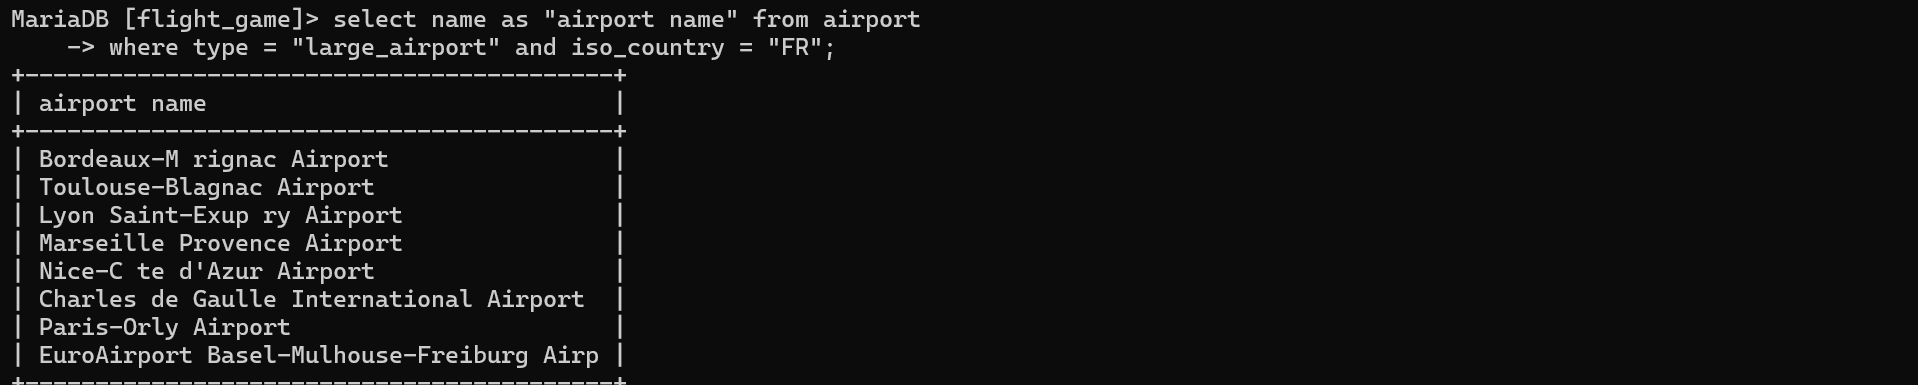 MariaDB [flight_game]> select name as "airport name" from airport
    -> where type = "large_airport" and iso_country = "FR";
+------------------------------------------+
| airport name                             |
+------------------------------------------+
| Bordeaux-M rignac Airport                |
| Toulouse-Blagnac Airport                 |
| Lyon Saint-Exup ry Airport               |
| Marseille Provence Airport               |
| Nice-C te d'Azur Airport                 |
| Charles de Gaulle International Airport  |
| Paris-Orly Airport                       |
| EuroAirport Basel-Mulhouse-Freiburg Airp |
+------------------------------------------+